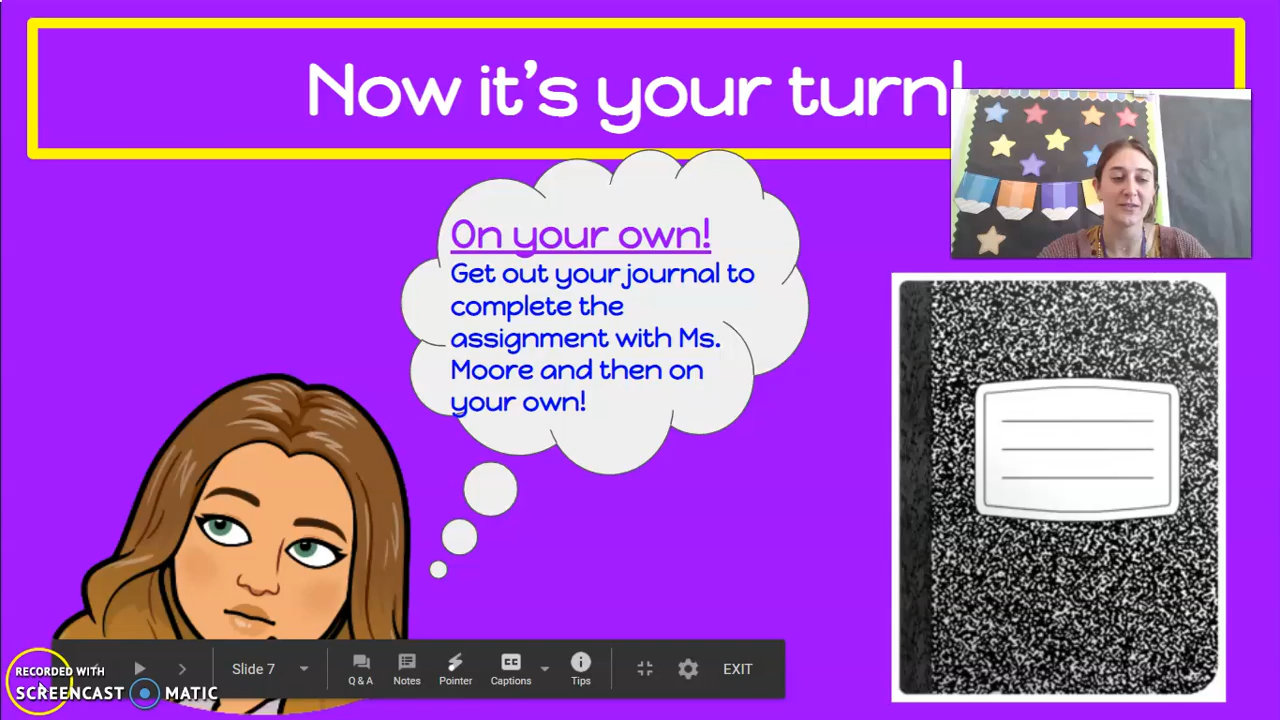 Now it's your turn!
On your own!
Get out your journal to
complete the
assignment with Ms.
Moore and then on
your own!
Slide 7
Q & A
Notes
Pointer
Captions
Tips
EXIT
RECORDED WITH
SCREENCAST MATIC